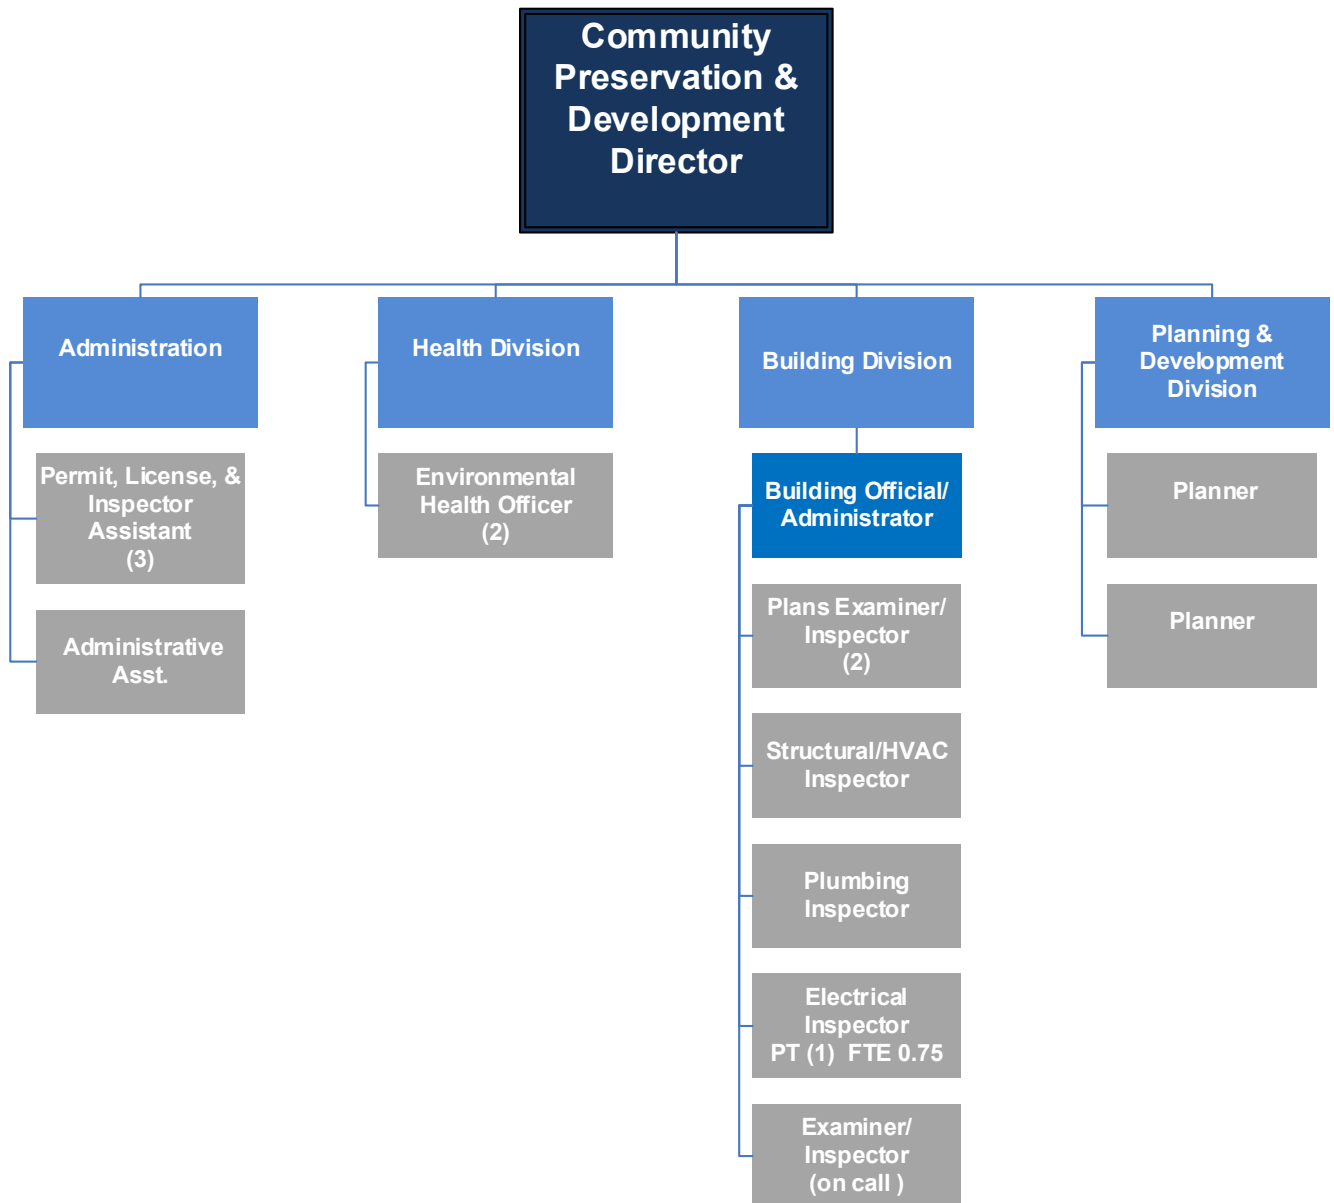 Community
Preservation &
Development
Director
Administration
Health Division
Building Division
Planning &
Development
Division
Permit, License, &
Inspector
Assistant
(3)
Administrative
Asst.
Environmental
Health Officer
(2)
Building Official/
Administrator
Plans Examiner/
Inspector
(2)
Structural/HVAC
Inspector
Plumbing
Inspector
Electrical
Inspector
PT (1)  FTE 0.75
Examiner/
Inspector
(on call )
Planner
Planner